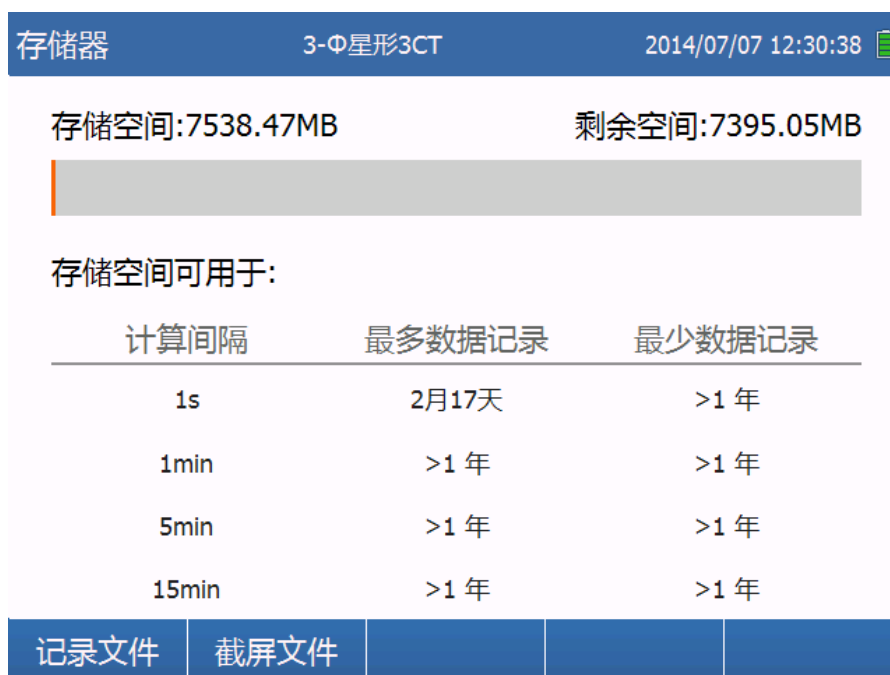 存储器 3-Φ星形3CT 2014/07/07 12:30:38
存储空间:7538.47MB 剩余空间:7395.05MB
存储空间可用于:
计算间隔 最多数据记录 最少数据记录
1s 2月17天 >1 年
1min >1 年 >1 年
5min >1 年 >1 年
15min >1 年 >1 年
记录文件 截屏文件